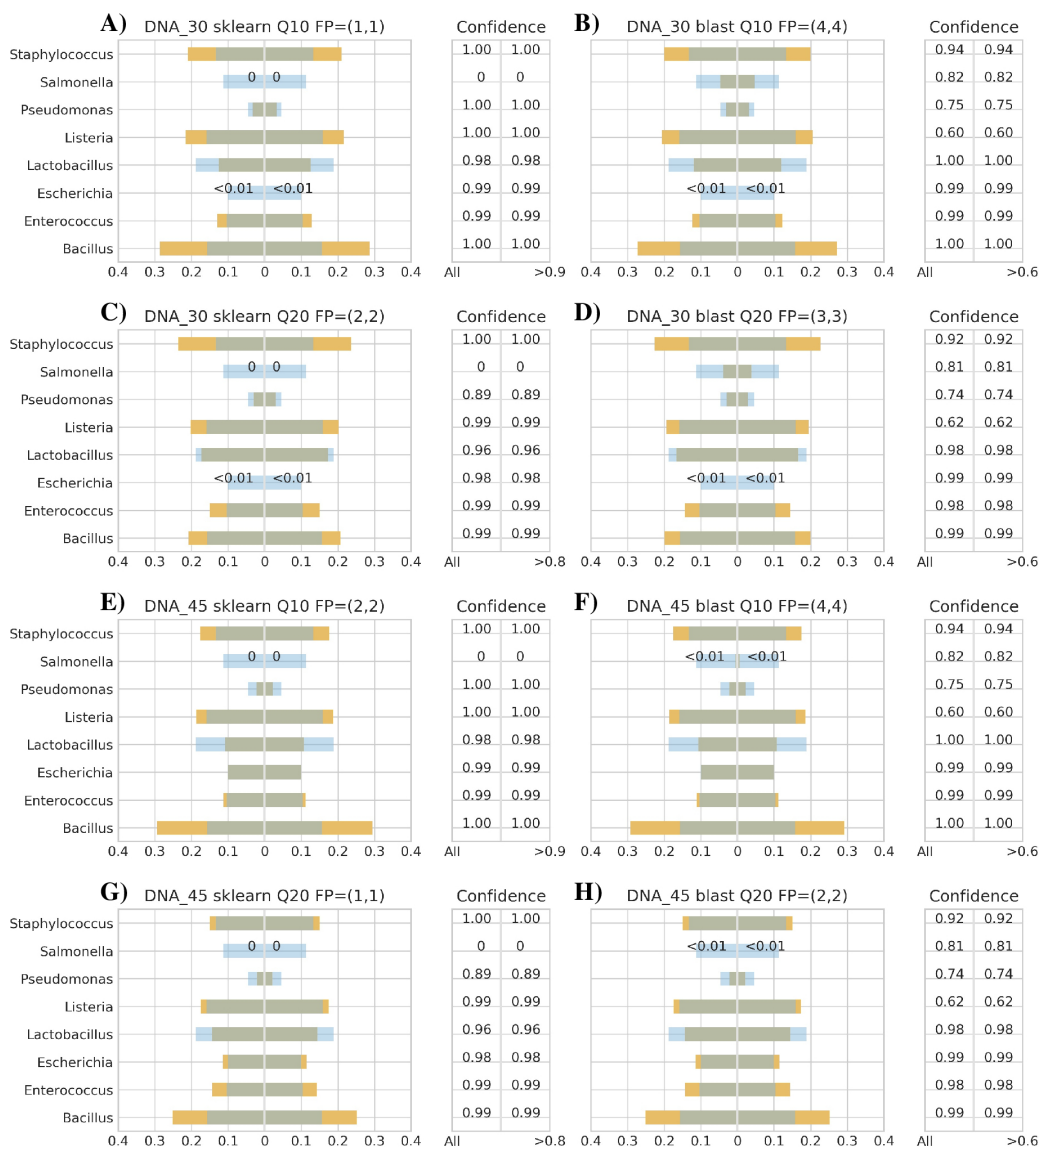 A) DNA_30 sklearn Q10 FP=(1,1) Confidence B) DNA_30 blast Q10 FP=(4,4) Confidence
Staphylococcus 1.00 1.00 0.94 0.94
Salmonella 0 0 0 0 0.82 0.82
Pseudomonas 1.00 1.00 0.75 0.75
Listeria 1.00 1.00 0.60 0.60
Lactobacillus 0.98 0.98 1.00 1.00
Escherichia <0.01 <0.01 0.99 0.99 <0.01 <0.01 0.99 0.99
Enterococcus 0.99 0.99 0.99 0.99
Bacillus 1.00 1.00 1.00 1.00
0.4 0.3 0.2 0.1 0 0.1 0.2 0.3 0.4 All >0.9 0.4 0.3 0.2 0.1 0 0.1 0.2 0.3 0.4 All >0.6
C) DNA_30 sklearn Q20 FP=(2,2) Confidence D) DNA_30 blast Q20 FP=(3,3) Confidence
Staphylococcus 1.00 1.00 0.92 0.92
Salmonella 0 0 0 0 0.81 0.81
Pseudomonas 0.89 0.89 0.74 0.74
Listeria 0.99 0.99 0.62 0.62
Lactobacillus 0.96 0.96 0.98 0.98
Escherichia <0.01 <0.01 0.98 0.98 <0.01 <0.01 0.99 0.99
Enterococcus 0.99 0.99 0.98 0.98
Bacillus 0.99 0.99 0.99 0.99
0.4 0.3 0.2 0.1 0 0.1 0.2 0.3 0.4 All >0.8 0.4 0.3 0.2 0.1 0 0.1 0.2 0.3 0.4 All >0.6
E) DNA_45 sklearn Q10 FP=(2,2) Confidence F) DNA_45 blast Q10 FP=(4,4) Confidence
Staphylococcus 1.00 1.00 0.94 0.94
Salmonella 0 0 0 0 <0.01 <0.01 0.82 0.82
Pseudomonas 1.00 1.00 0.75 0.75
Listeria 1.00 1.00 0.60 0.60
Lactobacillus 0.98 0.98 1.00 1.00
Escherichia 0.99 0.99 0.99 0.99
Enterococcus 0.99 0.99 0.99 0.99
Bacillus 1.00 1.00 1.00 1.00
0.4 0.3 0.2 0.1 0 0.1 0.2 0.3 0.4 All >0.9 0.4 0.3 0.2 0.1 0 0.1 0.2 0.3 0.4 All >0.6
G) DNA_45 sklearn Q20 FP=(1,1) Confidence H) DNA_45 blast Q20 FP=(2,2) Confidence
Staphylococcus 1.00 1.00 0.92 0.92
Salmonella 0 0 0 0 <0.01 <0.01 0.81 0.81
Pseudomonas 0.89 0.89 0.74 0.74
Listeria 0.99 0.99 0.62 0.62
Lactobacillus 0.96 0.96 0.98 0.98
Escherichia 0.98 0.98 0.99 0.99
Enterococcus 0.99 0.99 0.98 0.98
Bacillus 0.99 0.99 0.99 0.99
0.4 0.3 0.2 0.1 0 0.1 0.2 0.3 0.4 All >0.8 0.4 0.3 0.2 0.1 0 0.1 0.2 0.3 0.4 All >0.6